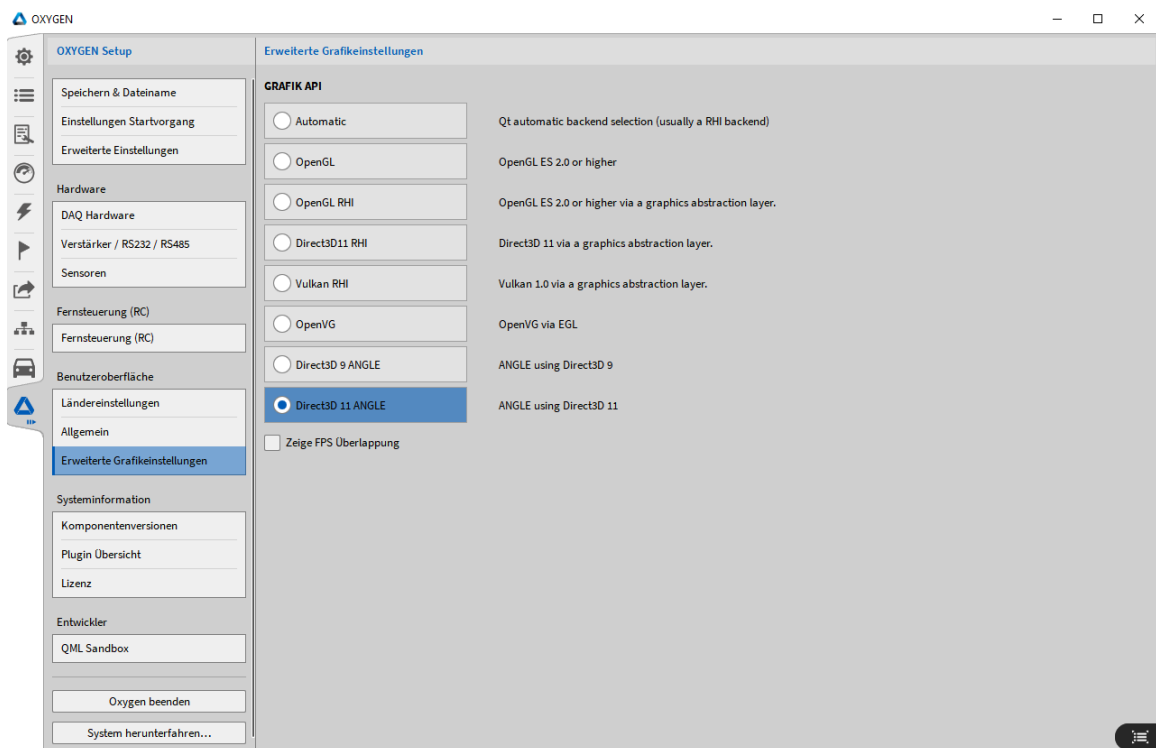 OXYGEN
OXYGEN Setup
Speichern & Dateiname
Einstellungen Startvorgang
Erweiterte Einstellungen
Hardware
DAQ Hardware
Verstärker / RS232 / RS485
Sensoren
Fernsteuerung (RC)
Fernsteuerung (RC)
Benutzeroberfläche
Ländereinstellungen
Allgemein
Erweiterte Grafikeinstellungen
Systeminformation
Komponentenversionen
Plugin Übersicht
Lizenz
Entwickler
QML Sandbox
Oxygen beenden
System herunterfahren...
Erweiterte Grafikeinstellungen
GRAFIK API
Automatic Qt automatic backend selection (usually a RHI backend)
OpenGL OpenGL ES 2.0 or higher
OpenGL RHI OpenGL ES 2.0 or higher via a graphics abstraction layer.
Direct3D11 RHI Direct3D 11 via a graphics abstraction layer.
Vulkan RHI Vulkan 1.0 via a graphics abstraction layer.
OpenVG OpenVG via EGL
Direct3D 9 ANGLE ANGLE using Direct3D 9
Direct3D 11 ANGLE ANGLE using Direct3D 11
Zeige FPS Überlappung